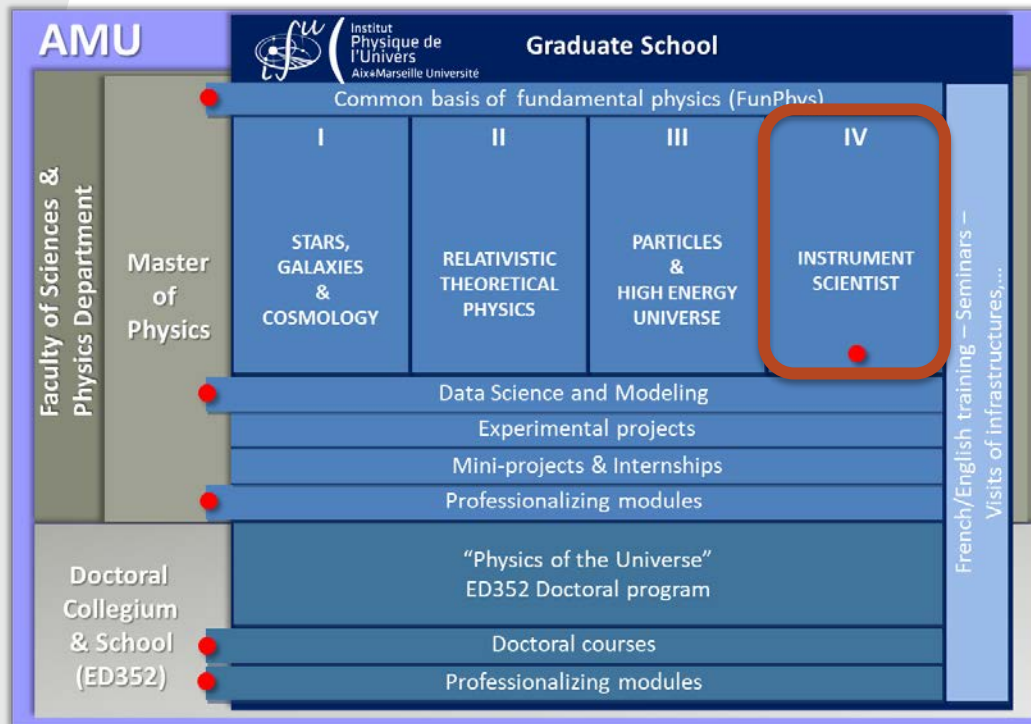 AMU
Institut
Physique de
l'Univers
Aix*Marseille Université
Graduate School
Common basis of fundamental physics (FunPhys)
Faculty of Sciences &
Physics Department
Master
of
Physics
I
STARS,
GALAXIES
&
COSMOLOGY
II
RELATIVISTIC
THEORETICAL
PHYSICS
III
PARTICLES
&
HIGH ENERGY
UNIVERSE
IV
INSTRUMENT
SCIENTIST
Data Science and Modeling
Experimental projects
Mini-projects & Internships
Professionalizing modules
French/English training – Seminars –
Visits of infrastructures,...
Doctoral
Collegium
& School
(ED352)
“Physics of the Universe”
ED352 Doctoral program
Doctoral courses
Professionalizing modules